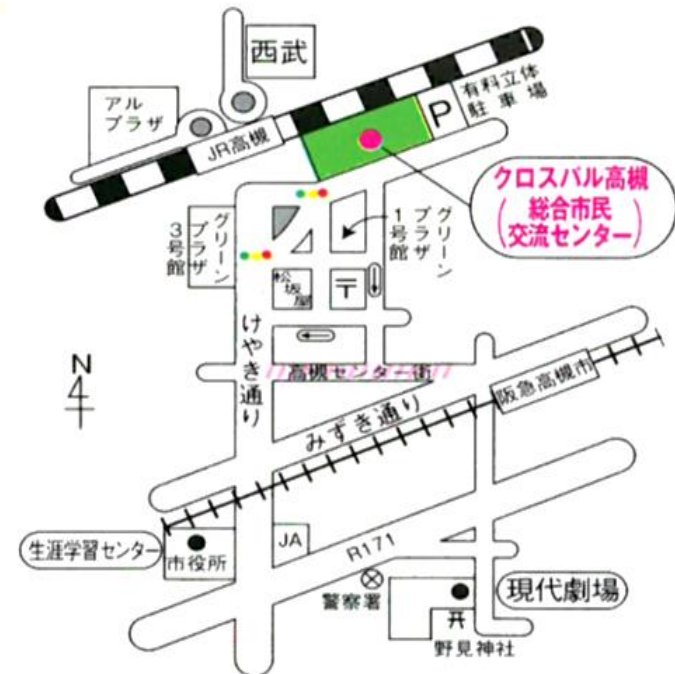 西武
アル
プラザ
JR高槻
P
有料立体
駐車場
クロスパル高槻
(総合市民
交流センター)
グリーン
プラザ
3号館
グリーン
プラザ
1号館
松坂屋
〒
けやき通り
高槻センター街
N
みずき通り
阪急高槻市
生涯学習センター
市役所
JA
R171
警察署
現代劇場
野見神社